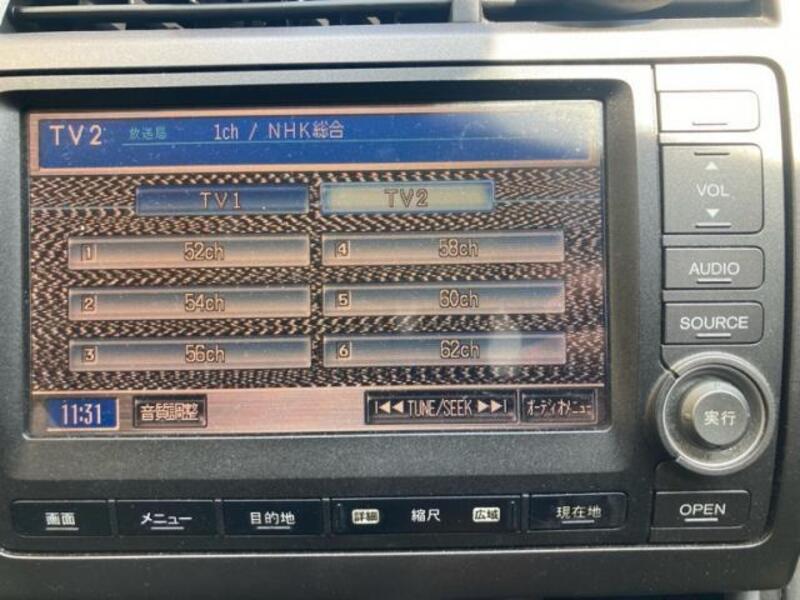 TV2 放送局 1ch / NHK総合
TV1 TV2
1 52ch 4 58ch
2 54ch 5 60ch
3 56ch 6 62ch
11:31 音質調整 TUNE/SEEK オーディオメニュー
VOL
AUDIO
SOURCE
実行
OPEN
画面 メニュー 目的地 詳細 縮尺 広域 現在地